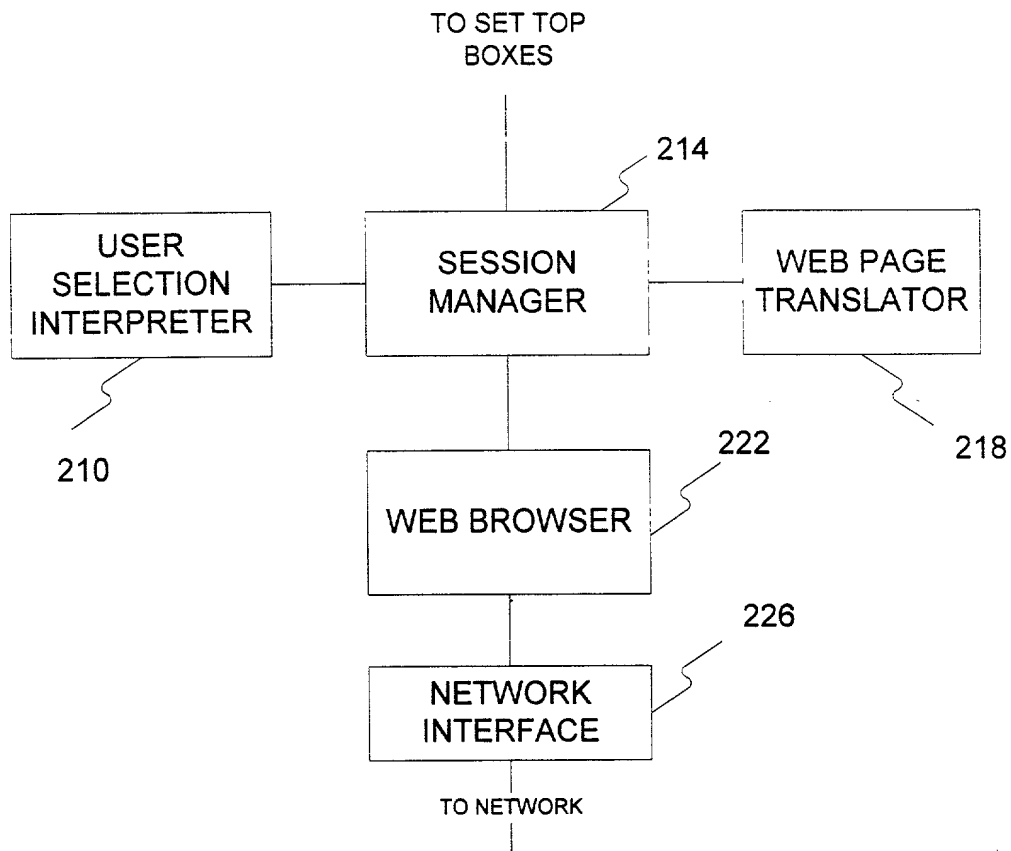 TO SET TOP
BOXES
214
USER
SELECTION
INTERPRETER
SESSION
MANAGER
WEB PAGE
TRANSLATOR
210
222
218
WEB BROWSER
226
NETWORK
INTERFACE
TO NETWORK